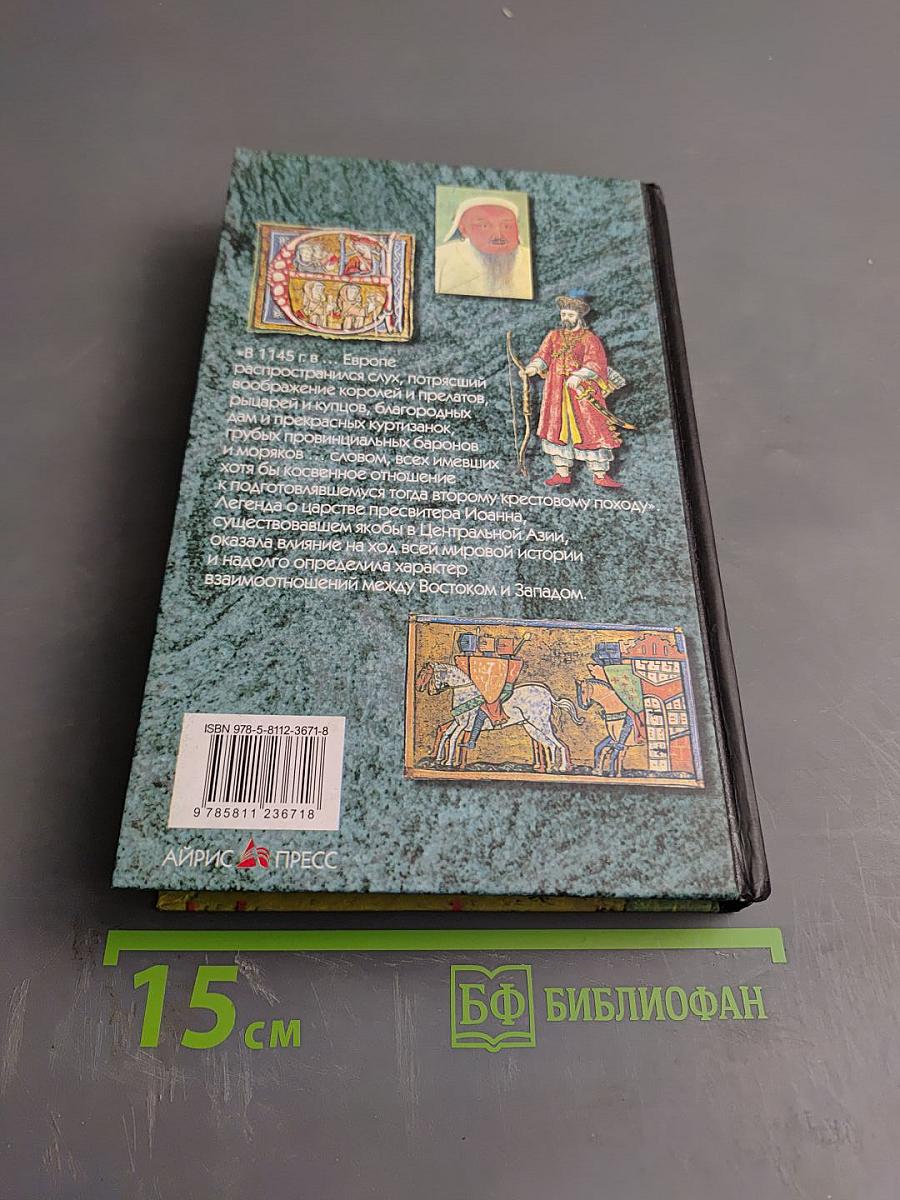 «В 1145 г. в ... Европе
распространился слух, потрясший
воображение королей и прелатов,
рыцарей и купцов, благородных
дам и прекрасных куртизанок,
грубых провинциальных баронов
и моряков ... словом, всех имевших
хотя бы косвенное отношение
к подготовлявшемуся тогда второму крестовому походу».
Легенда о царстве пресвитера Иоанна,
существовавшем якобы в Центральной Азии,
оказала влияние на ход всей мировой истории
и надолго определила характер
взаимоотношений между Востоком и Западом.
ISBN 978-5-8112-3671-8
9 785811 236718
АЙРИС ПРЕСС
15 см
БФ БИБЛИОФАН